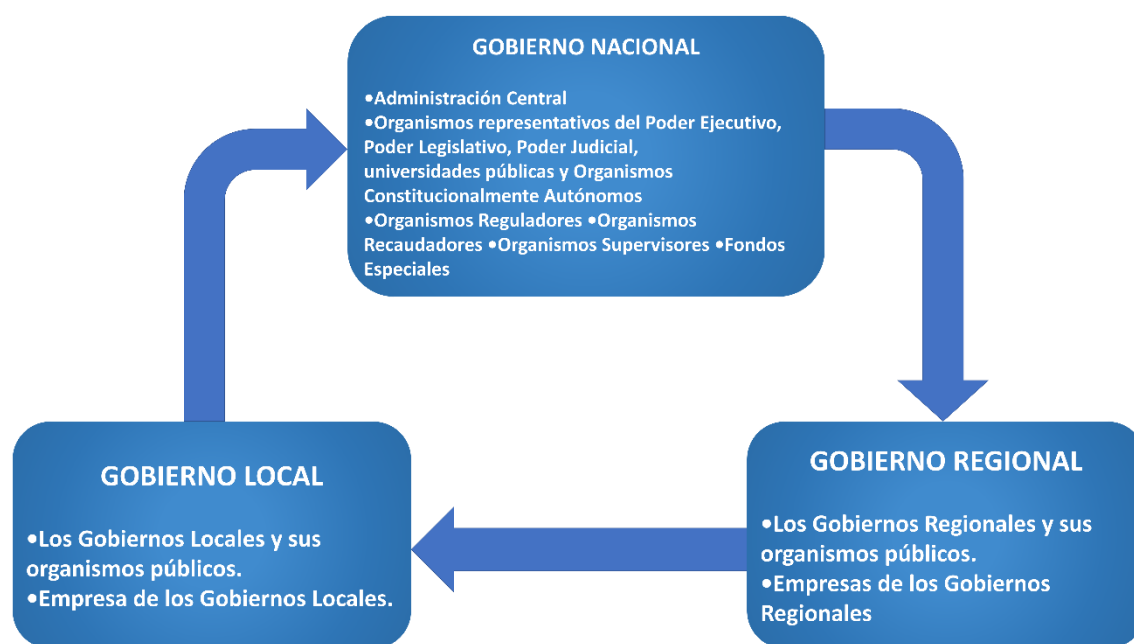 GOBIERNO NACIONAL
•Administración Central
•Organismos representativos del Poder Ejecutivo,
Poder Legislativo, Poder Judicial,
universidades públicas y Organismos
Constitucionalmente Autónomos
•Organismos Reguladores •Organismos
Recaudadores •Organismos Supervisores •Fondos
Especiales
GOBIERNO LOCAL
•Los Gobiernos Locales y sus
organismos públicos.
•Empresa de los Gobiernos Locales.
GOBIERNO REGIONAL
•Los Gobiernos Regionales y sus
organismos públicos.
•Empresas de los Gobiernos
Regionales